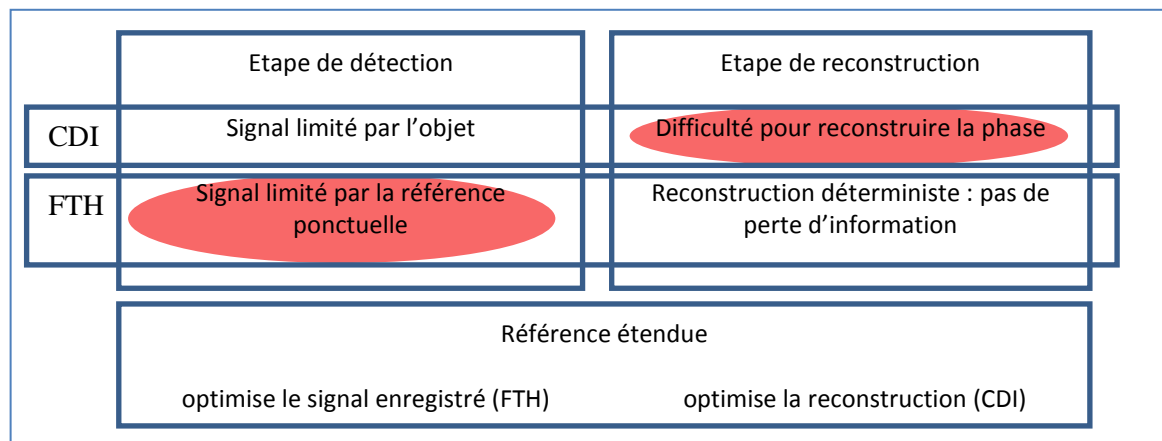 Etape de détection
Etape de reconstruction
CDI
Signal limité par l’objet
Difficulté pour reconstruire la phase
FTH
Signal limité par la référence
ponctuelle
Reconstruction déterministe : pas de
perte d’information
Référence étendue
optimise le signal enregistré (FTH)
optimise la reconstruction (CDI)